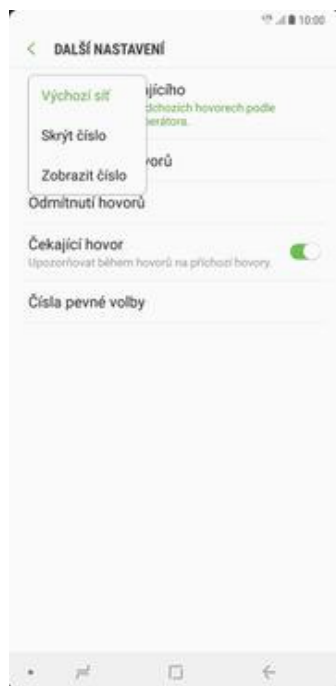 10:00
DALŠÍ NASTAVENÍ
Výchozí síť
Skrýt číslo
Zobrazit číslo
jícího
dchozích hovorech podle
perátora.
vorů
Odmítnutí hovorů
Čekající hovor
Upozorňovat během hovorů na příchozí hovory.
Čísla pevné volby